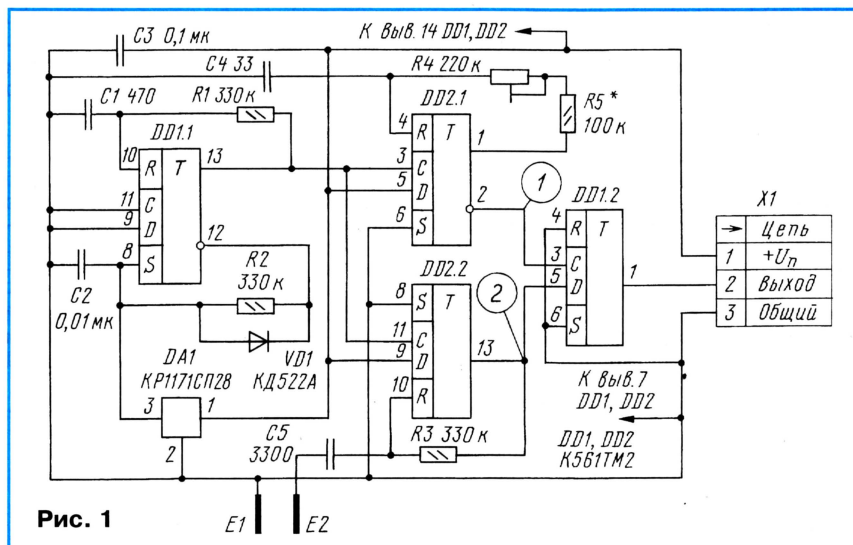 C3 0,1 мк
К Выв. 14 DD1, DD2
C4 33
R4 220 к
C1 470
R1 330 к
DD2.1
R5*
100 к
DD1.1
4 R T 1
3 C
5 D
2
6 S
10 R T 13
11 C
9 D
12
8 S
1
DD1.2
4 R T
3 C
5 D
1
6 S
X1
→ Цепь
1 +Uп
2 Выход
3 Общий
C2
0,01 мк
R2
330 к
VD1
КД522А
DD2.2
8 S T
11 C
9 D
13
10 R
2
DA1
КР1171СП28
3 1
2
C5
3300
R3 330 к
К выв. 7
DD1, DD2
DD1, DD2
К561ТМ2
E1 E2
Рис. 1